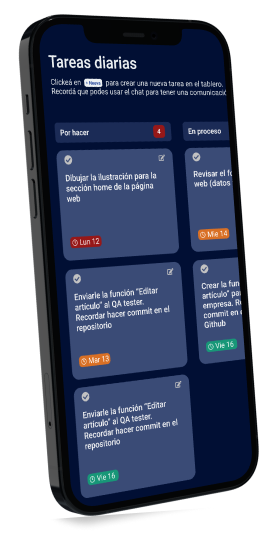 Tareas diarias
Clickeá en + Nueva para crear una nueva tarea en el tablero.
Recordá que podes usar el chat para tener una comunicació
Por hacer
4
En proceso
Dibujar la ilustración para la
sección home de la página
web
Lun 12
Revisar el fo
web (datos
Mie 14
Enviarle la función "Editar
artículo" al QA tester.
Recordar hacer commit en el
repositorio
Mar 13
Crear la fun
artículo" pa
empresa. R
commit en
Github
Vie 16
Enviarle la función "Editar
artículo" al QA tester.
Recordar hacer commit en el
repositorio
Vie 16